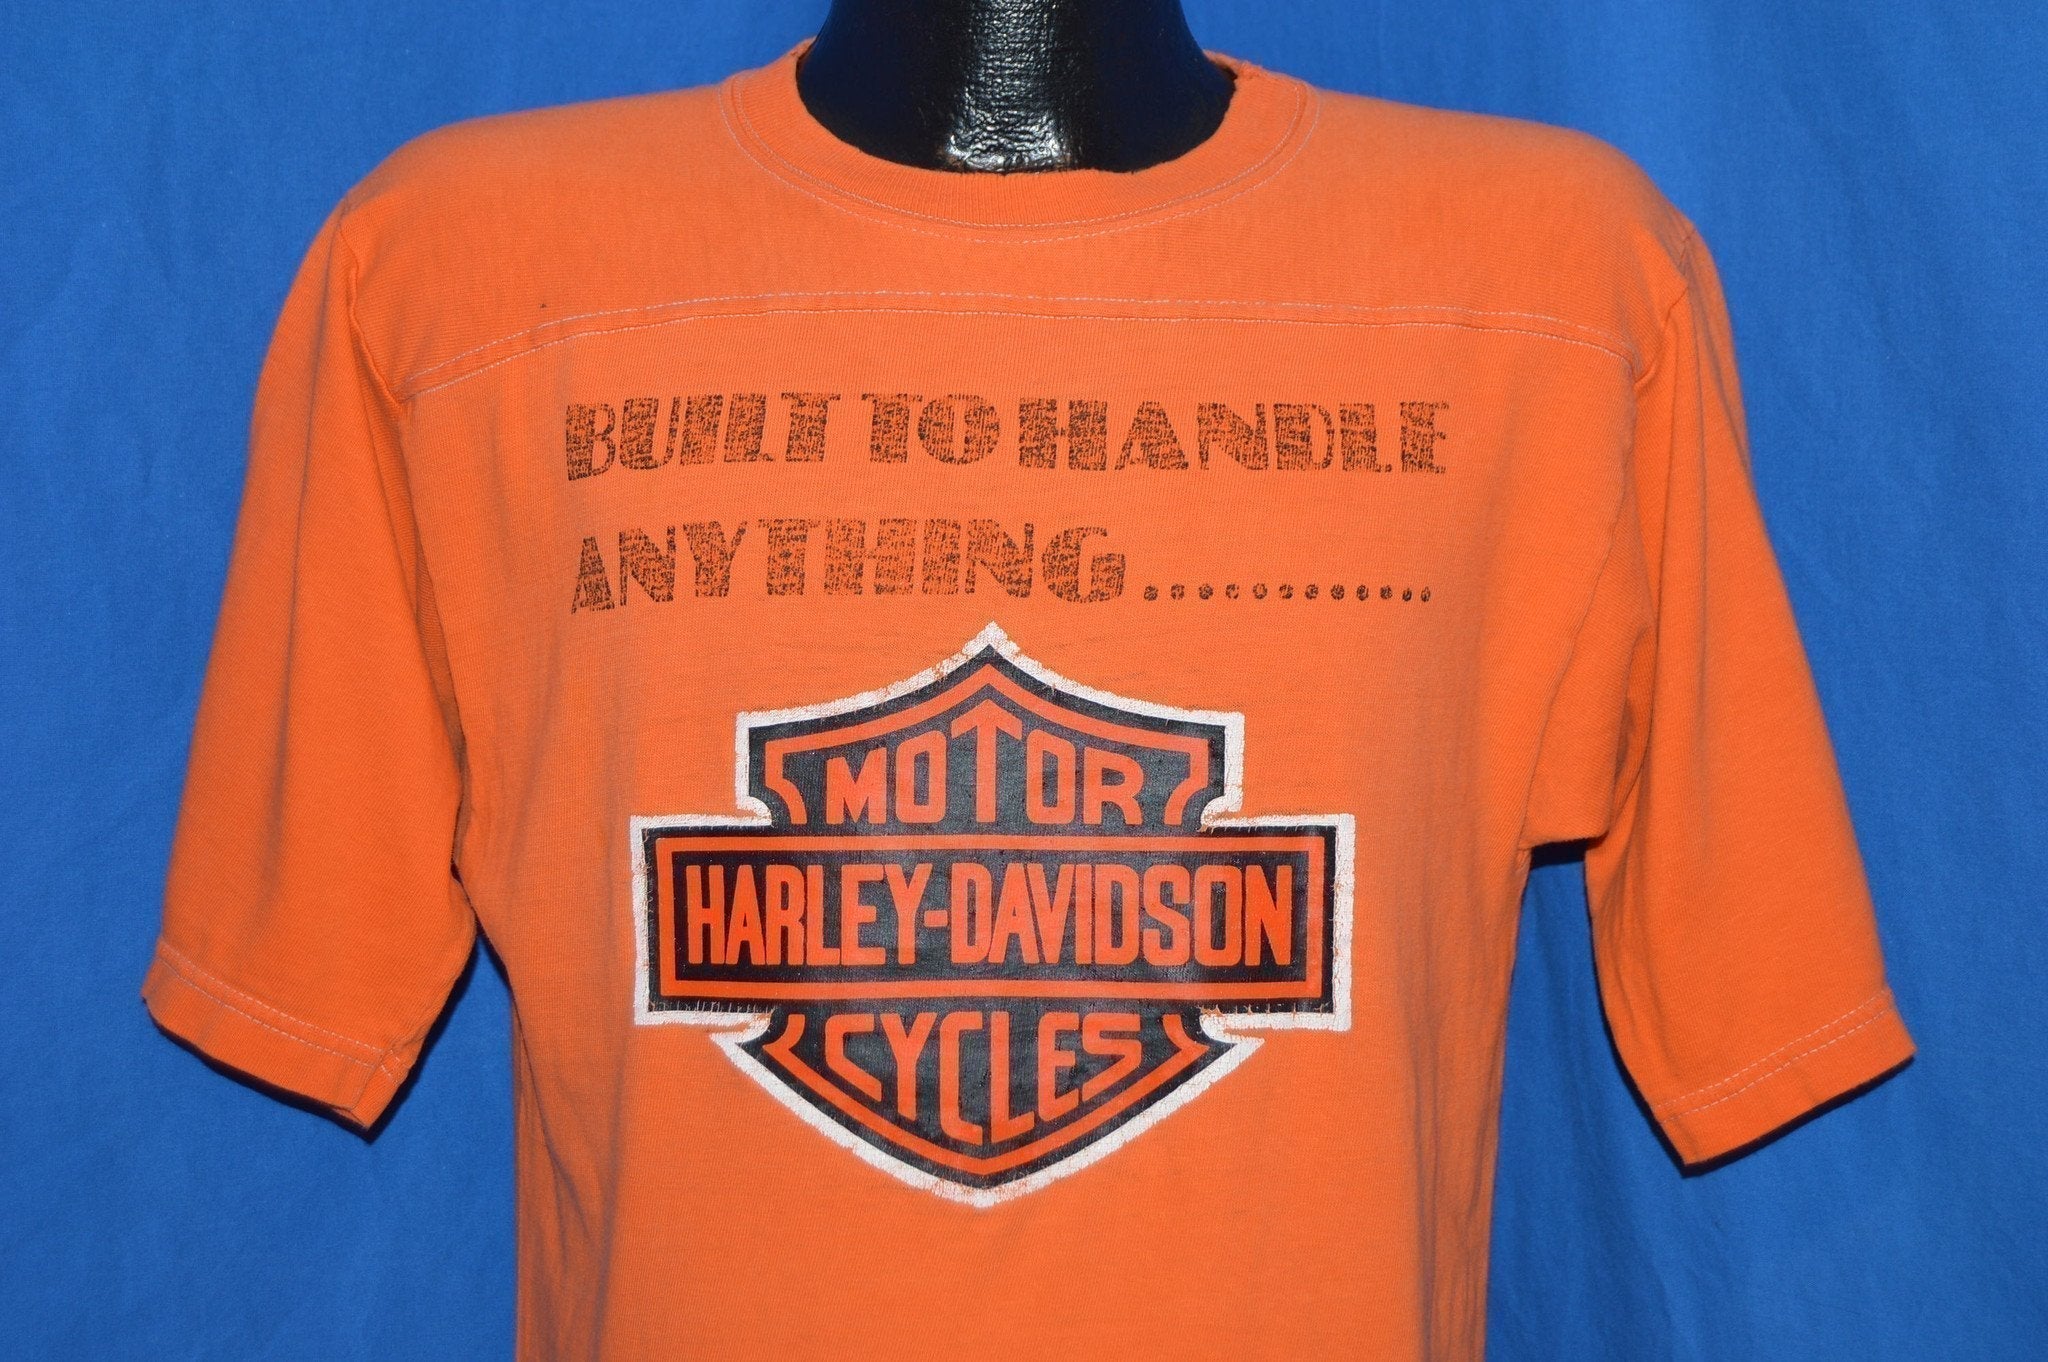 BUILT TO HANDLE
ANYTHING.............
MOTOR
HARLEY-DAVIDSON
CYCLES